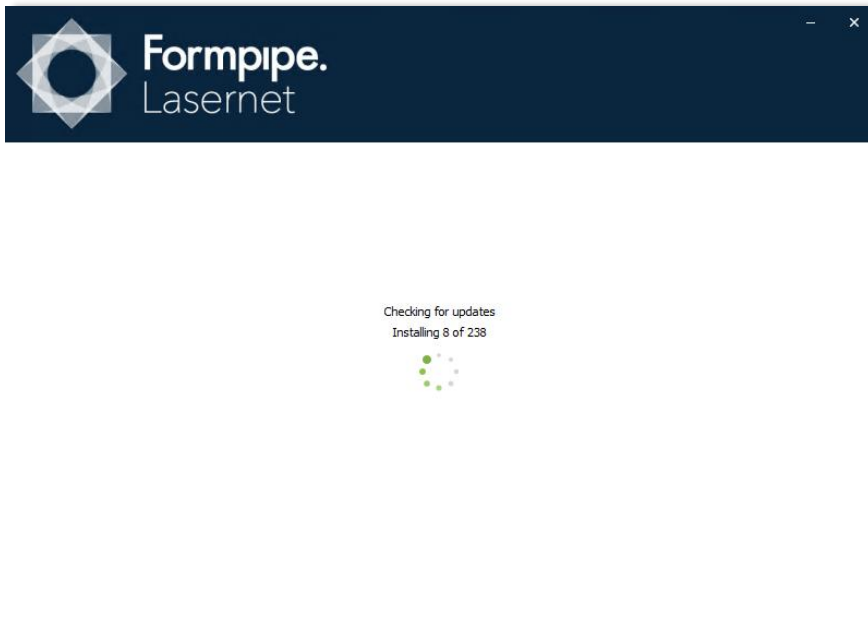 Formpipe.
Lasernet
Checking for updates
Installing 8 of 238